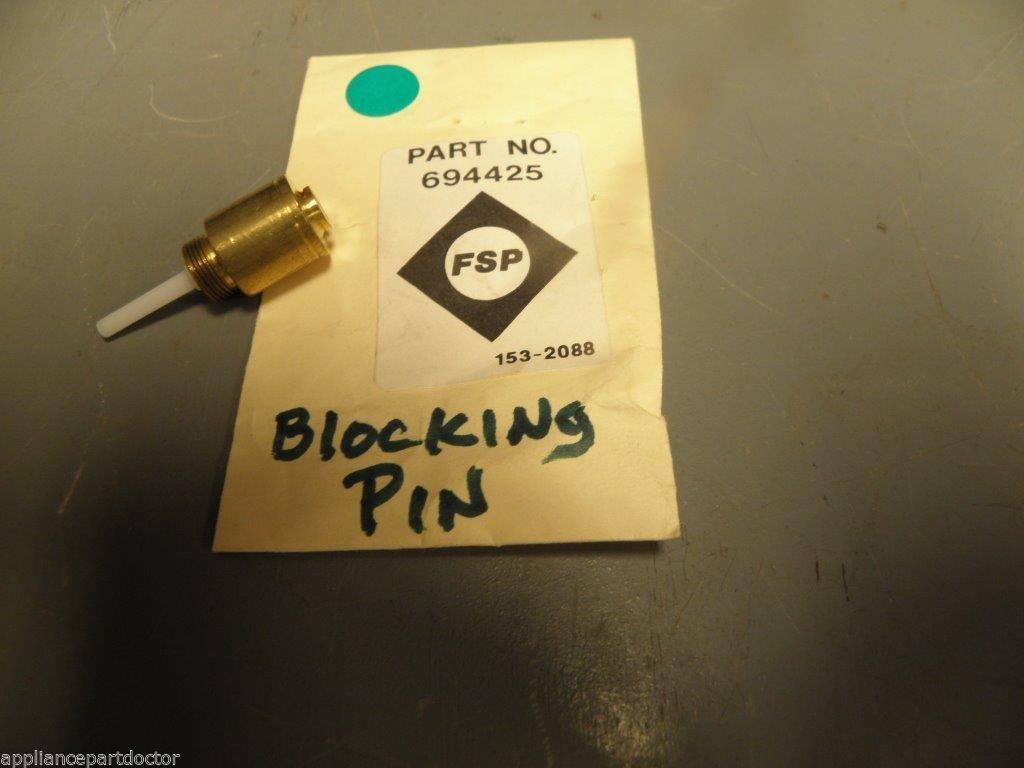 PART NO.
694425
FSP
153-2088
BlOCKINg
PIN
appliancepartdoctor